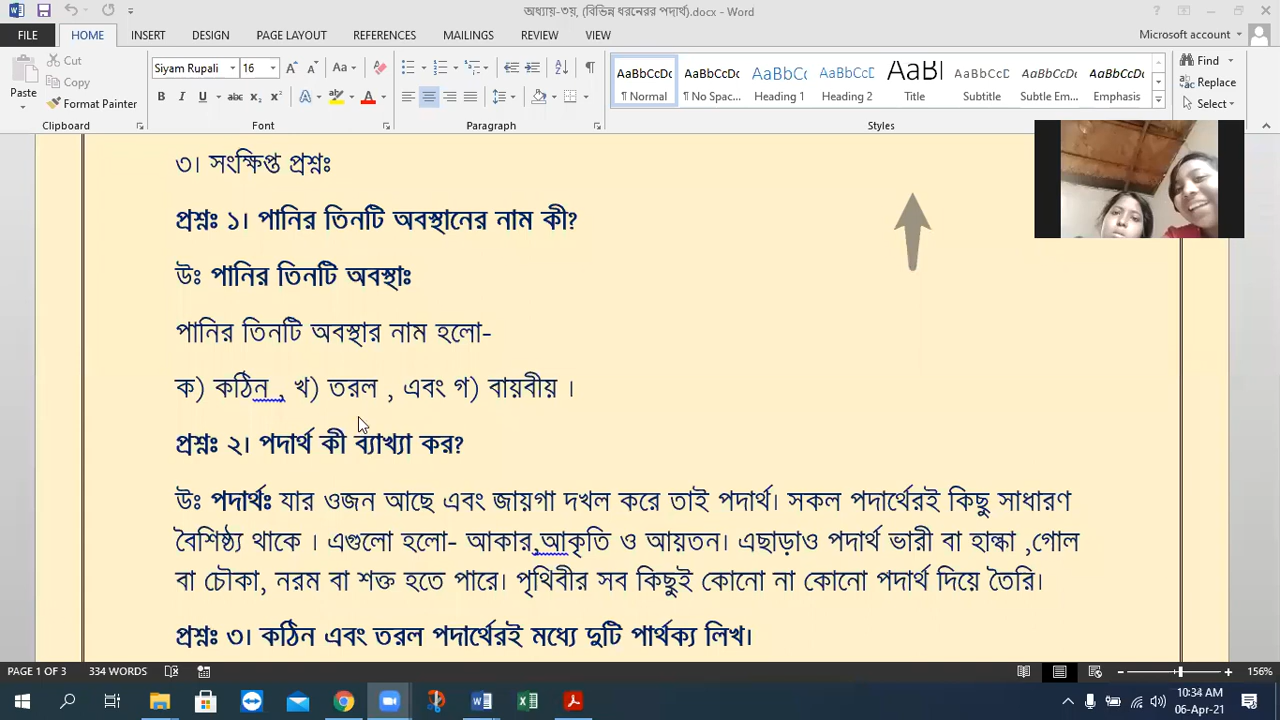 অধ্যায়-৩য়, (বিভিন্ন ধরনেরর পদার্থ).docx - Word
FILE HOME INSERT DESIGN PAGE LAYOUT REFERENCES MAILINGS REVIEW VIEW Microsoft account
Cut
Copy
Format Painter
Paste
Clipboard
Siyam Rupali 16
Font
Paragraph
AaBbCcDc AaBbCcDc AaBbCc AaBbCcD AaBl AaBbCcD AaBbCcDc AaBbCcDc
¶ Normal ¶ No Spac... Heading 1 Heading 2 Title Subtitle Subtle Em... Emphasis
Styles
Find
Replace
Select
Editing
৩। সংক্ষিপ্ত প্রশ্নঃ
প্রশ্নঃ ১। পানির তিনটি অবস্থানের নাম কী?
উঃ পানির তিনটি অবস্থাঃ
পানির তিনটি অবস্থার নাম হলো-
ক) কঠিন , খ) তরল , এবং গ) বায়বীয় ।
প্রশ্নঃ ২। পদার্থ কী ব্যাখ্যা কর?
উঃ পদার্থঃ যার ওজন আছে এবং জায়গা দখল করে তাই পদার্থ। সকল পদার্থেরই কিছু সাধারণ
বৈশিষ্ঠ্য থাকে । এগুলো হলো- আকার,আকৃতি ও আয়তন। এছাড়াও পদার্থ ভারী বা হাল্কা ,গোল
বা চৌকা, নরম বা শক্ত হতে পারে। পৃথিবীর সব কিছুই কোনো না কোনো পদার্থ দিয়ে তৈরি।
প্রশ্নঃ ৩। কঠিন এবং তরল পদার্থেরই মধ্যে দুটি পার্থক্য লিখ।
PAGE 1 OF 3 334 WORDS 156%
10:34 AM
06-Apr-21